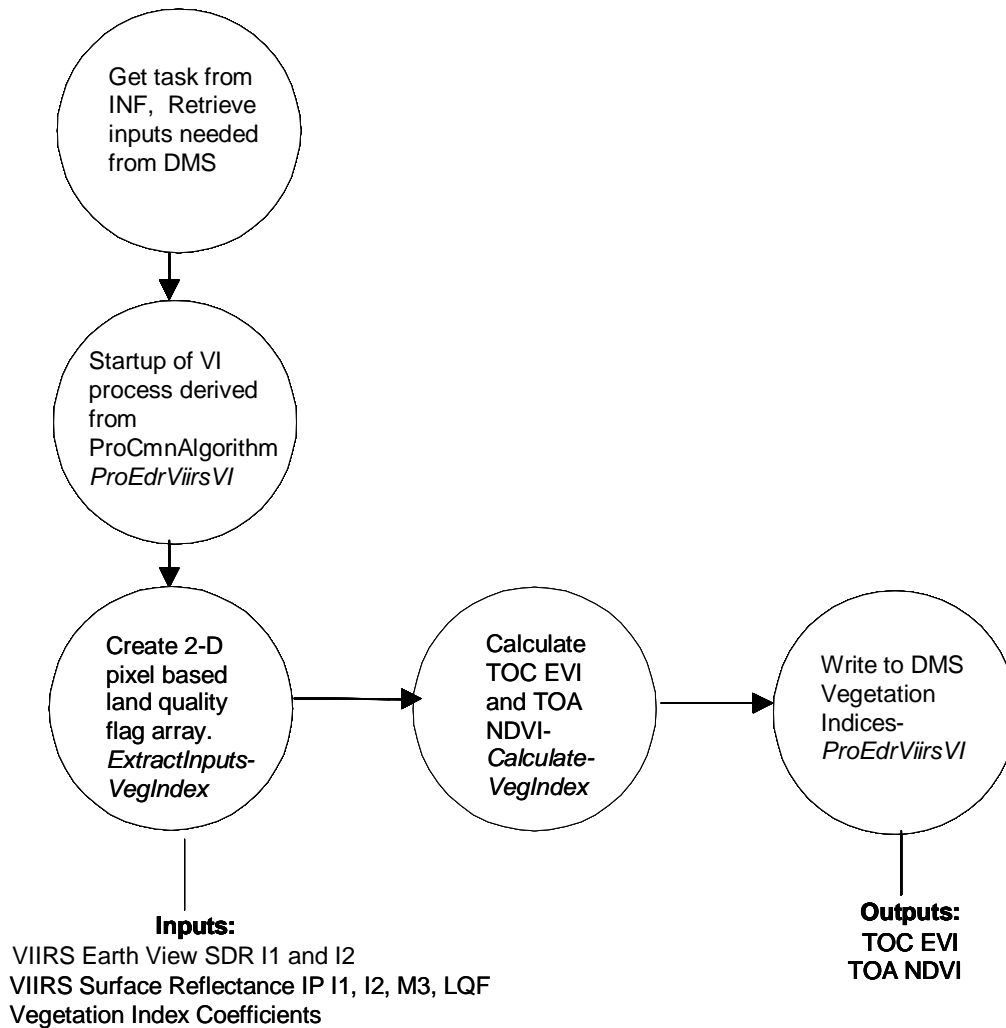 Get task from
INF, Retrieve
inputs needed
from DMS
Startup of VI
process derived
from
ProCmnAlgorithm
ProEdrViirsVI
Create 2-D
pixel based
land quality
flag array.
ExtractInputs-
VegIndex
Calculate
TOC EVI
and TOA
NDVI-
Calculate-
VegIndex
Write to DMS
Vegetation
Indices-
ProEdrViirsVI
Inputs:
VIIRS Earth View SDR I1 and I2
VIIRS Surface Reflectance IP I1, I2, M3, LQF
Vegetation Index Coefficients
Outputs:
TOC EVI
TOA NDVI